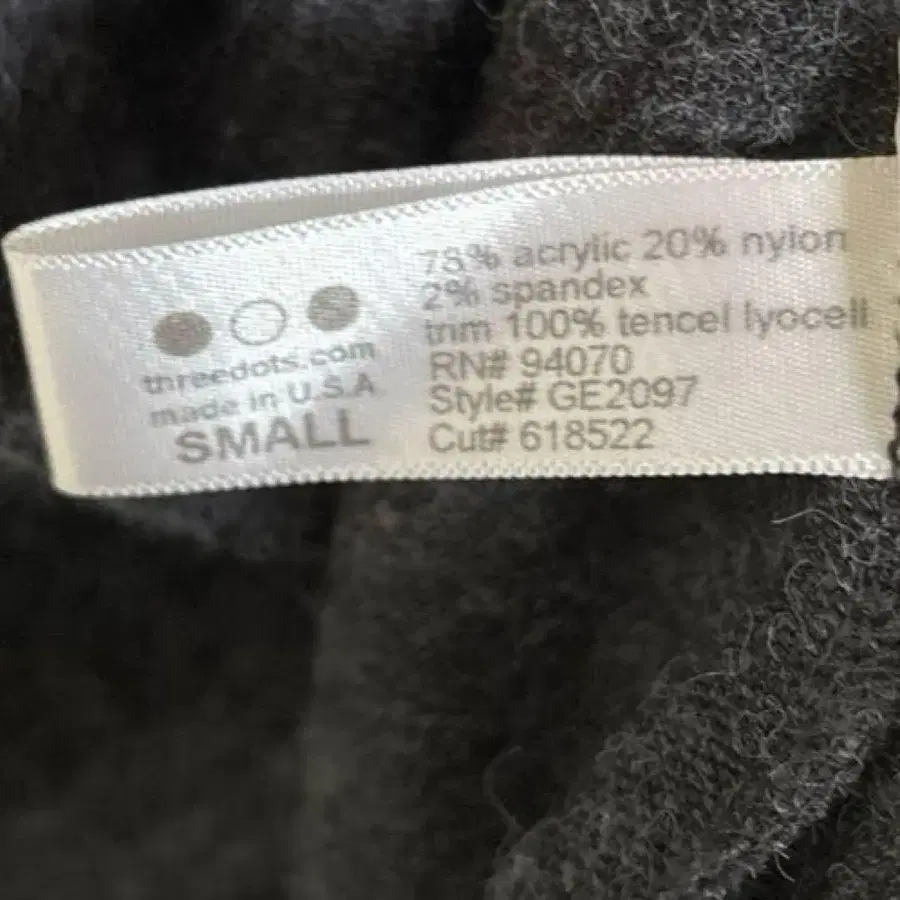 threedots.com
made in U.S.A
SMALL
78% acrylic 20% nylon
2% spandex
trim 100% tencel lyocell
RN# 94070
Style# GE2097
Cut# 618522